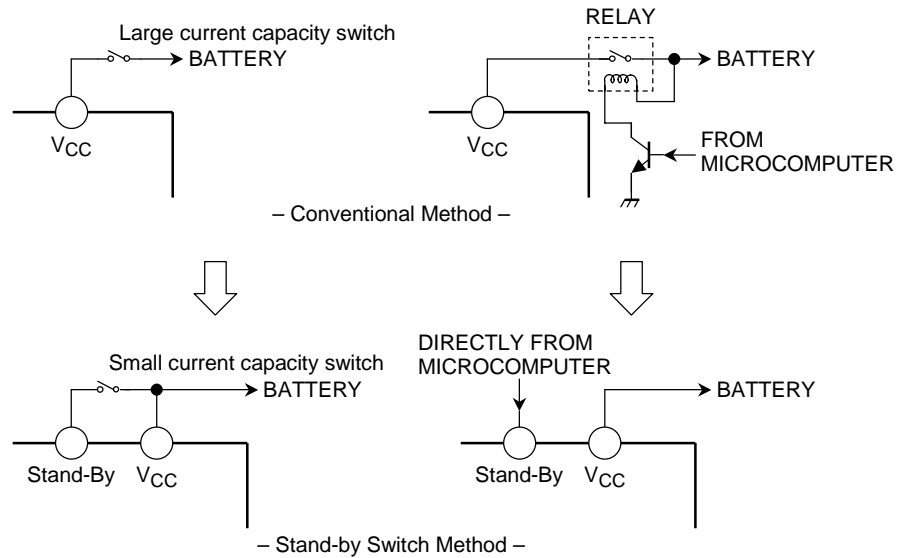 Large current capacity switch
BATTERY
VCC
RELAY
BATTERY
VCC
FROM
MICROCOMPUTER
– Conventional Method –
Small current capacity switch
BATTERY
Stand-By
VCC
DIRECTLY FROM
MICROCOMPUTER
BATTERY
Stand-By
VCC
– Stand-by Switch Method –